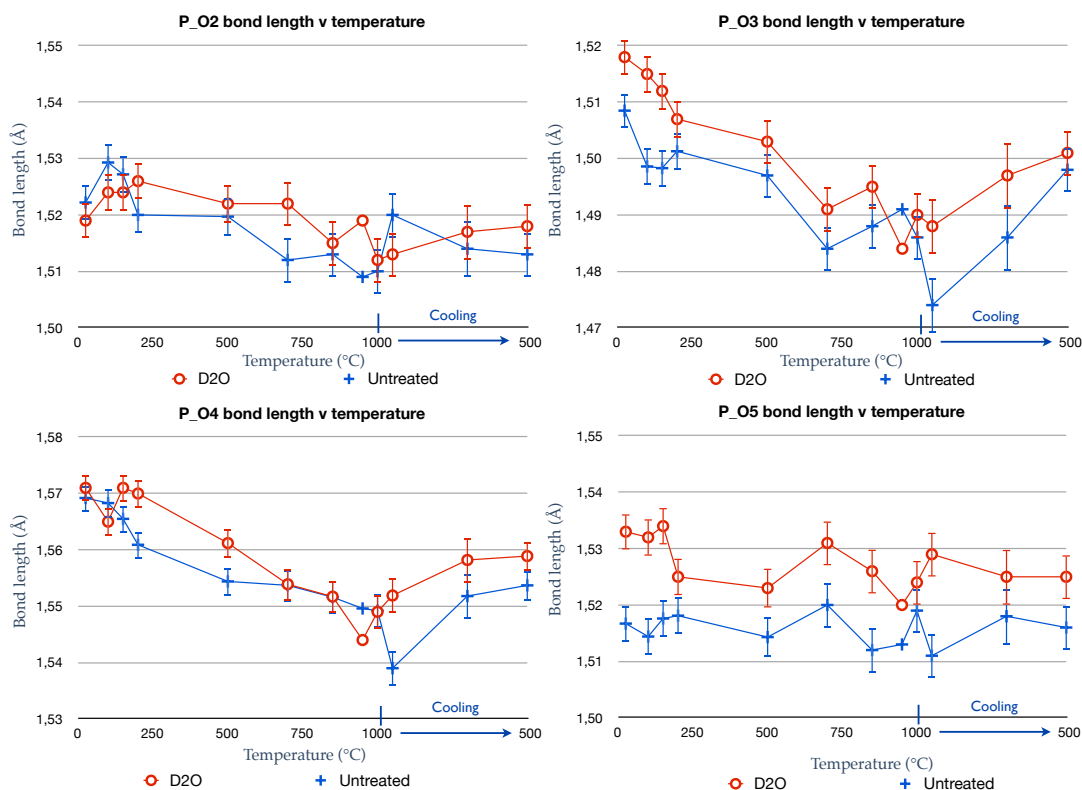 P_O2 bond length v temperature
1,55
1,54
1,53
1,52
1,51
1,50
Bond length (Å)
Cooling
0 250 500 750 1000 750 500
Temperature (°C)
D2O Untreated
P_O3 bond length v temperature
1,52
1,51
1,50
1,49
1,48
1,47
Bond length (Å)
Cooling
0 250 500 750 1000 750 500
Temperature (°C)
D2O Untreated
P_O4 bond length v temperature
1,58
1,57
1,56
1,55
1,54
1,53
Bond length (Å)
Cooling
0 250 500 750 1000 750 500
Temperature (°C)
D2O Untreated
P_O5 bond length v temperature
1,55
1,54
1,53
1,52
1,51
1,50
Bond length (Å)
Cooling
0 250 500 750 1000 750 500
Temperature (°C)
D2O Untreated